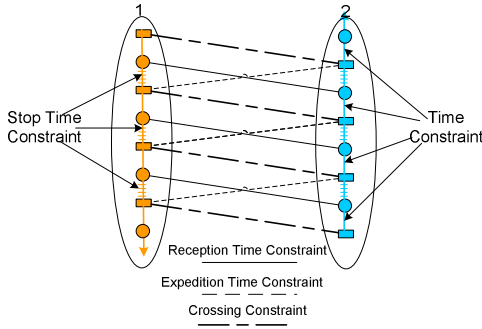 1
2
Stop Time
Constraint
Time
Constraint
Reception Time Constraint
Expedition Time Constraint
Crossing Constraint